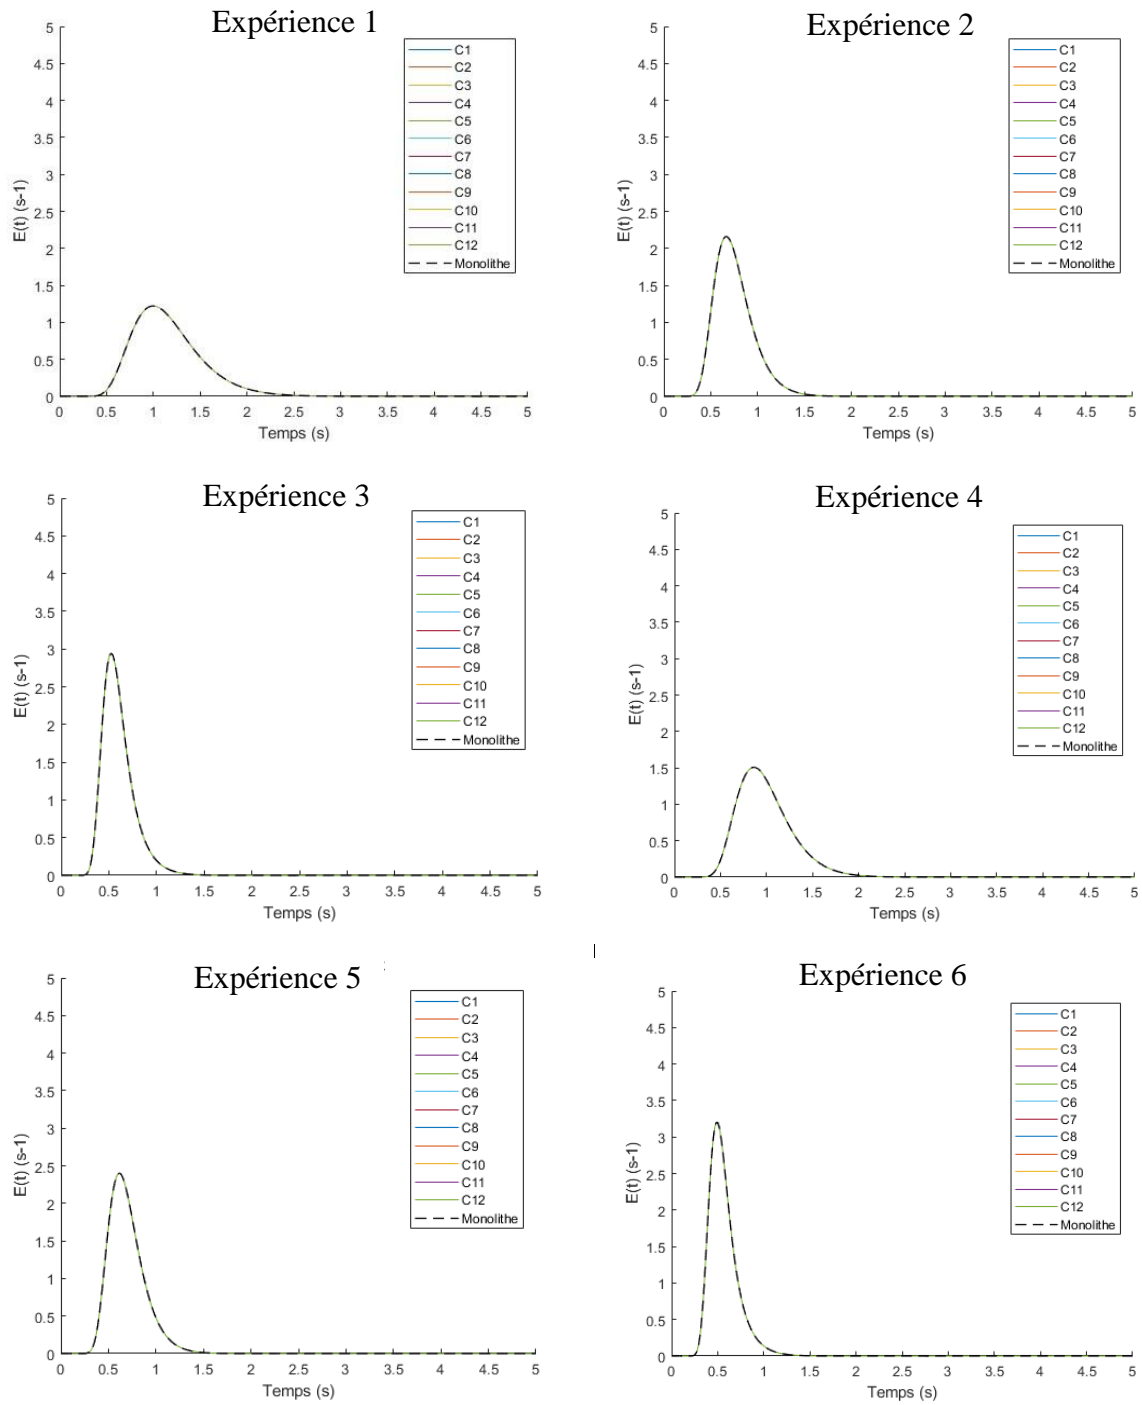 Expérience 1
5
4.5
4
3.5
3
2.5
2
1.5
1
0.5
0
E(t) (s-1)
C1
C2
C3
C4
C5
C6
C7
C8
C9
C10
C11
C12
Monolithe
0 0.5 1 1.5 2 2.5 3 3.5 4 4.5 5
Temps (s)
Expérience 2
5
4.5
4
3.5
3
2.5
2
1.5
1
0.5
0
E(t) (s-1)
C1
C2
C3
C4
C5
C6
C7
C8
C9
C10
C11
C12
Monolithe
0 0.5 1 1.5 2 2.5 3 3.5 4 4.5 5
Temps (s)
Expérience 3
5
4.5
4
3.5
3
2.5
2
1.5
1
0.5
0
E(t) (s-1)
C1
C2
C3
C4
C5
C6
C7
C8
C9
C10
C11
C12
Monolithe
0 0.5 1 1.5 2 2.5 3 3.5 4 4.5 5
Temps (s)
Expérience 4
5
4.5
4
3.5
3
2.5
2
1.5
1
0.5
0
E(t) (s-1)
C1
C2
C3
C4
C5
C6
C7
C8
C9
C10
C11
C12
Monolithe
0 0.5 1 1.5 2 2.5 3 3.5 4 4.5 5
Temps (s)
Expérience 5
5
4.5
4
3.5
3
2.5
2
1.5
1
0.5
0
E(t) (s-1)
C1
C2
C3
C4
C5
C6
C7
C8
C9
C10
C11
C12
Monolithe
0 0.5 1 1.5 2 2.5 3 3.5 4 4.5 5
Temps (s)
Expérience 6
5
4.5
4
3.5
3
2.5
2
1.5
1
0.5
0
E(t) (s-1)
C1
C2
C3
C4
C5
C6
C7
C8
C9
C10
C11
C12
Monolithe
0 0.5 1 1.5 2 2.5 3 3.5 4 4.5 5
Temps (s)